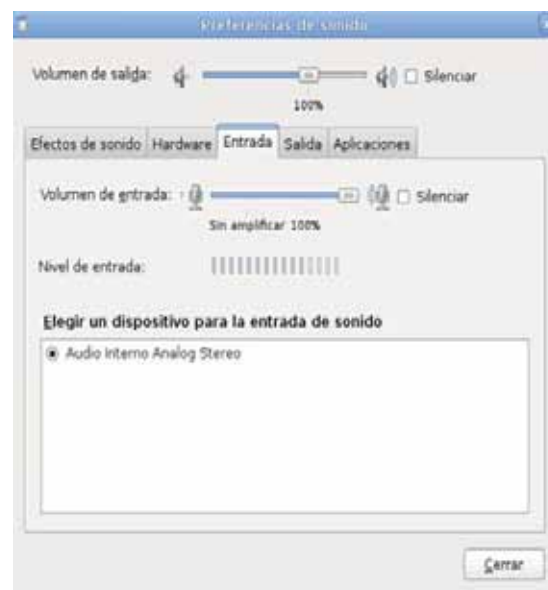 Preferencias de sonido
Volumen de salida: Silenciar
100%
Efectos de sonido Hardware Entrada Salida Aplicaciones
Volumen de entrada: Silenciar
Sin amplificar 100%
Nivel de entrada:
Elegir un dispositivo para la entrada de sonido
Audio Interno Analog Stereo
Cerrar